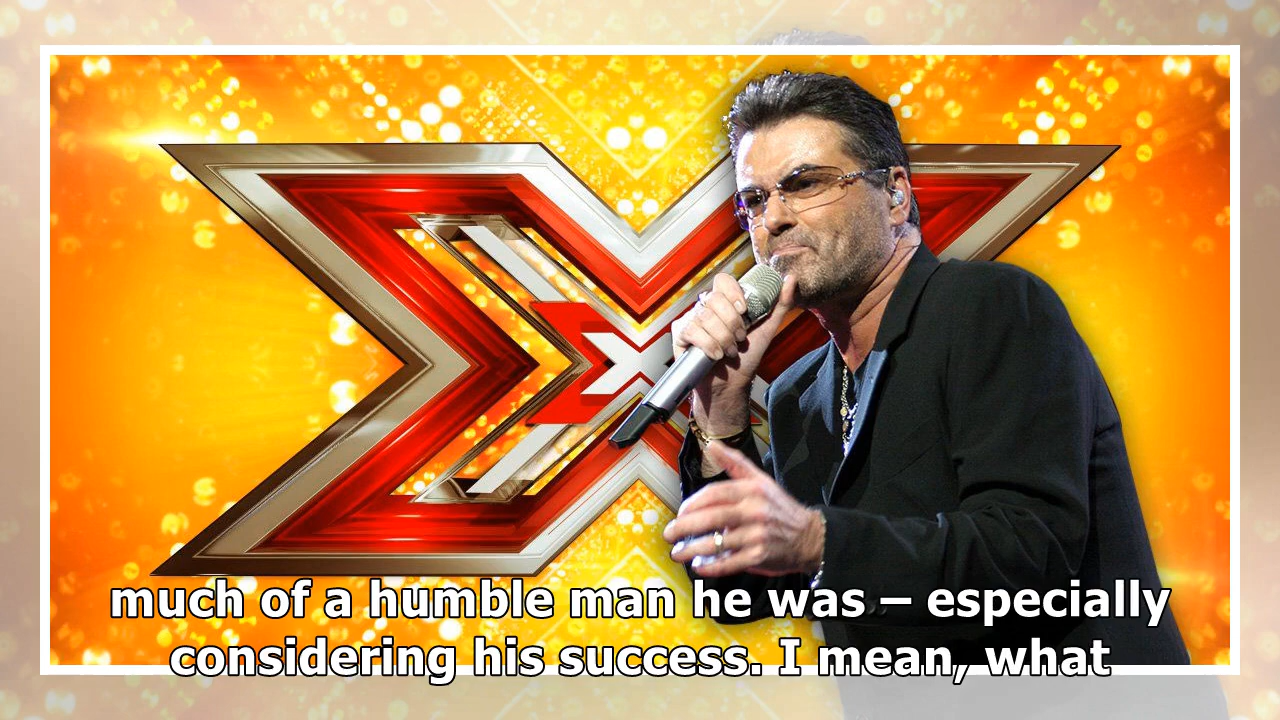 much of a humble man he was – especially
considering his success. I mean, what